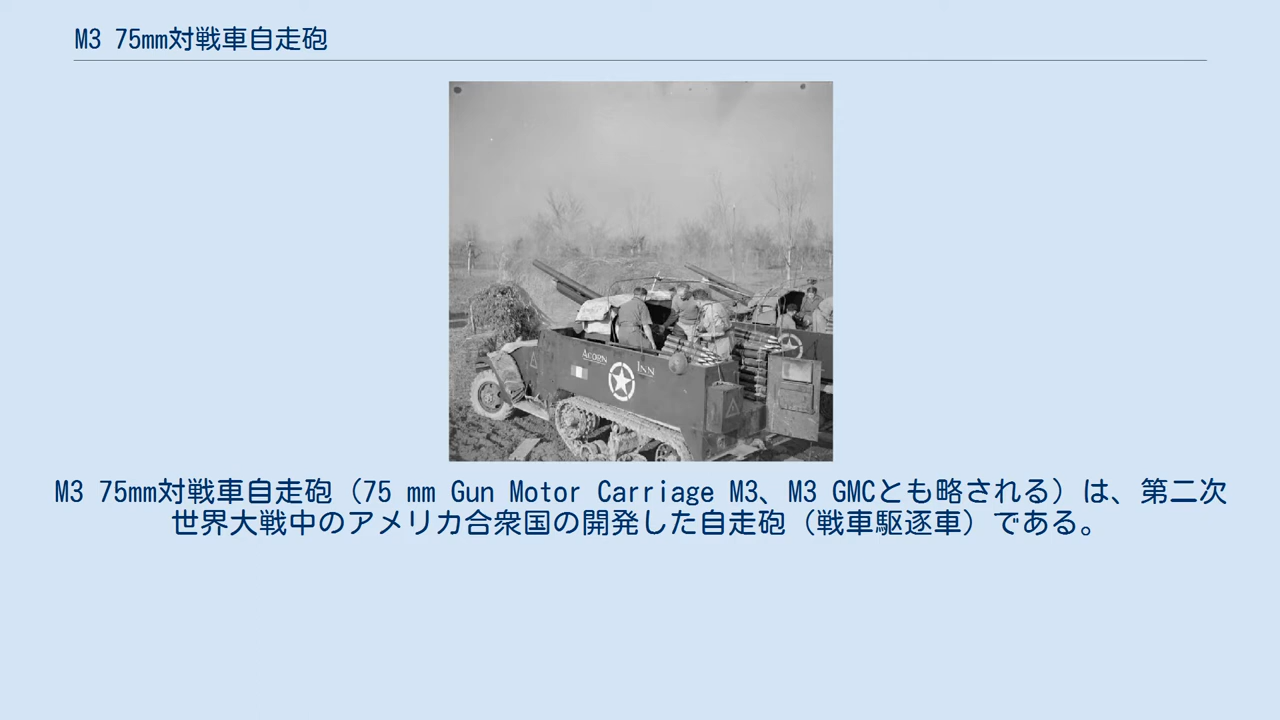 M3 75mm対戦車自走砲
ACORN INN
M3 75mm対戦車自走砲（75 mm Gun Motor Carriage M3、M3 GMCとも略される）は、第二次
世界大戦中のアメリカ合衆国の開発した自走砲（戦車駆逐車）である。